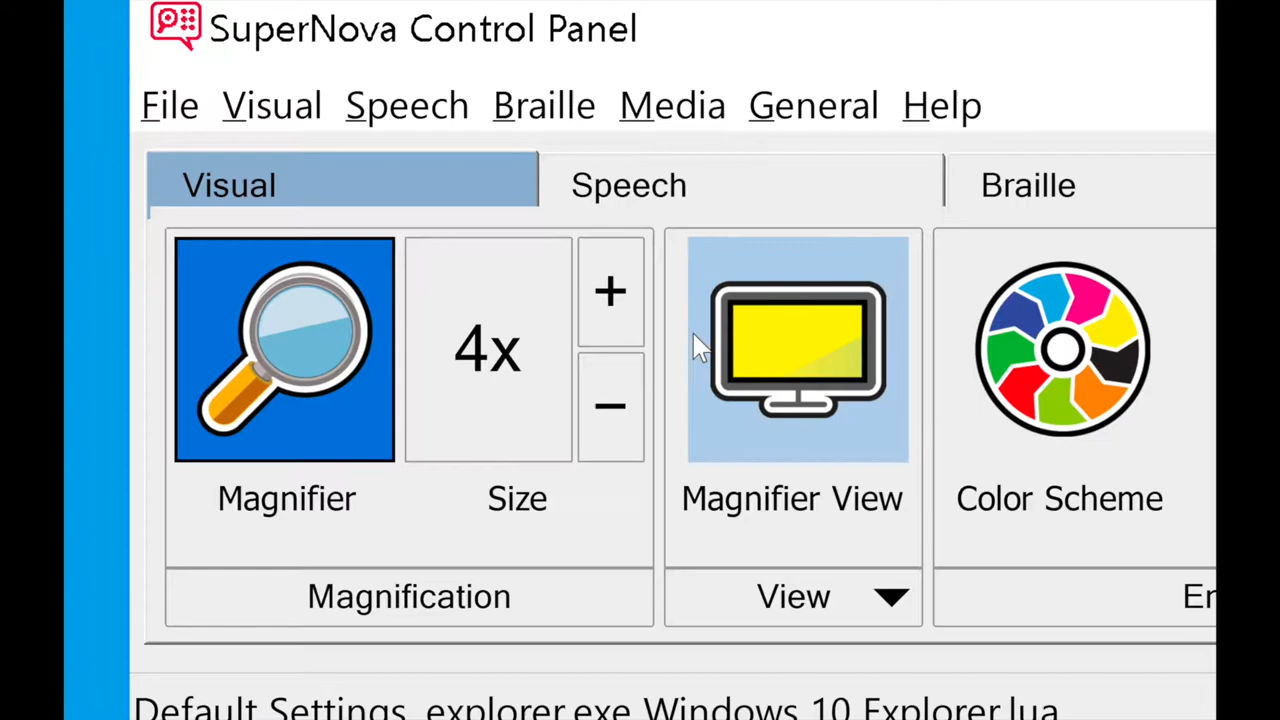 SuperNova Control Panel
File Visual Speech Braille Media General Help
Visual Speech Braille
4x + −
Magnifier Size Magnifier View Color Scheme
Magnification View En
Default Settings, explorer.exe Windows 10 Explorer.lua